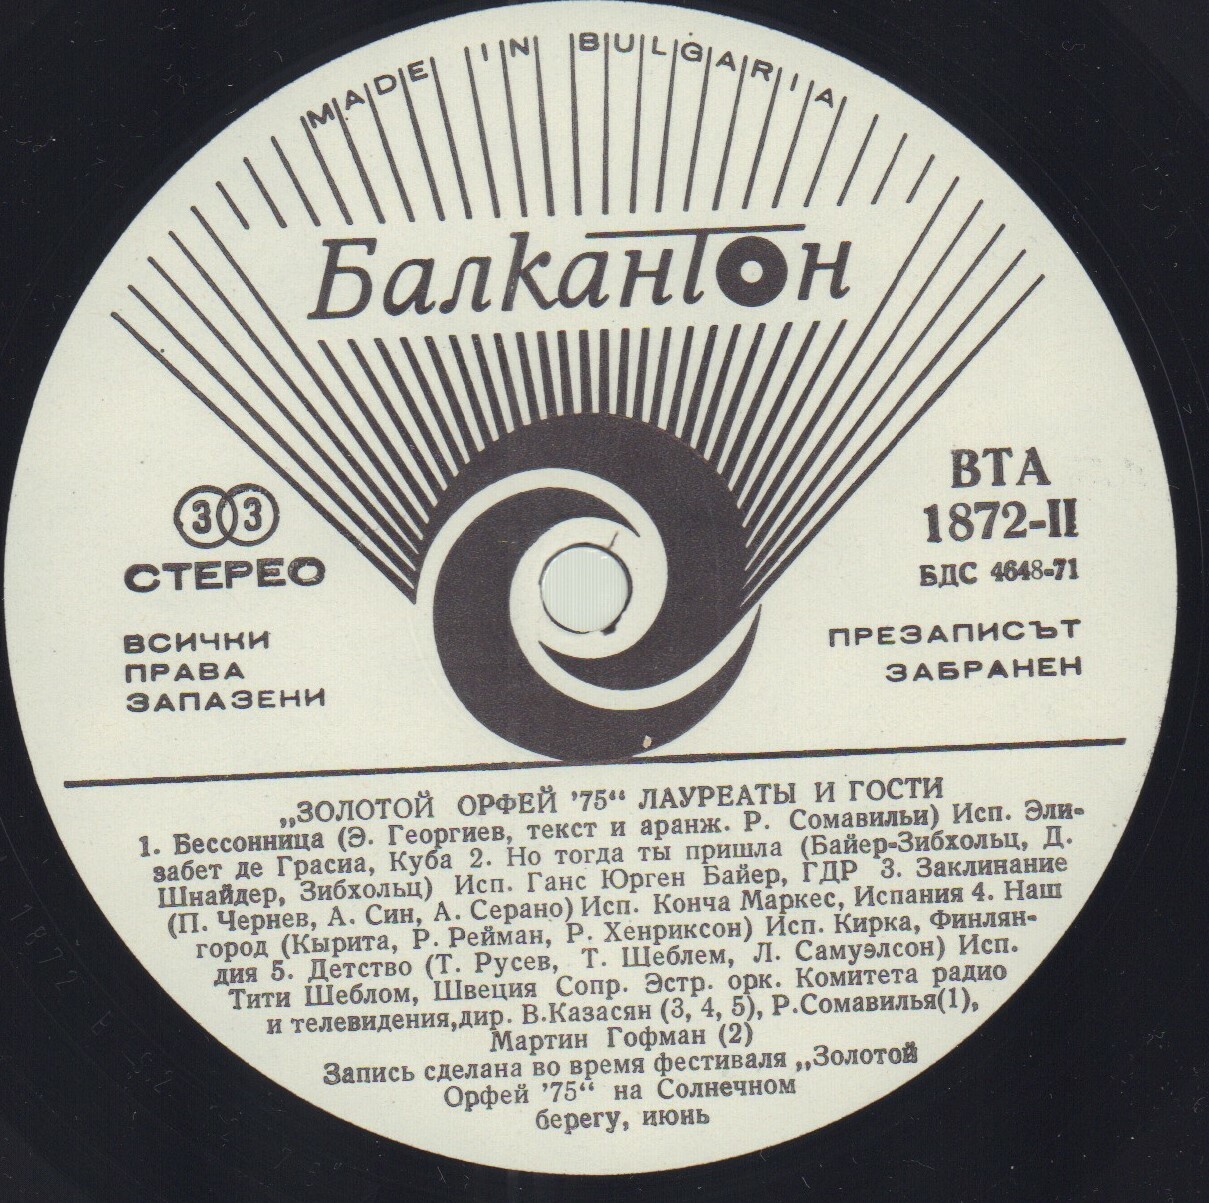 MADE IN BULGARIA
Балкантон
33
СТЕРЕО
ВСИЧКИ
ПРАВА
ЗАПАЗЕНИ
ВТА
1872-II
БДС 4648-71
ПРЕЗАПИСЪТ
ЗАБРАНЕН
„ЗОЛОТОЙ ОРФЕЙ '75“ ЛАУРЕАТЫ И ГОСТИ
1. Бессонница (Э. Георгиев, текст и аранж. Р. Сомавильи) Исп. Эли-
забет де Грасиа, Куба 2. Но тогда ты пришла (Байер-Зибхольц, Д.
Шнайдер, Зибхольц) Исп. Ганс Юрген Байер, ГДР 3. Заклинание
(П. Чернев, А. Син, А. Серано) Исп. Конча Маркес, Испания 4. Наш
город (Кырита, Р. Рейман, Р. Хенриксон) Исп. Кирка, Финлян-
дия 5. Детство (Т. Русев, Т. Шеблем, Л. Самуэлсон) Исп.
Тити Шеблом, Швеция Сопр. Эстр. орк. Комитета радио
и телевидения,дир. В.Казасян (3, 4, 5), Р.Сомавилья(1),
Мартин Гофман (2)
Запись сделана во время фестиваля „Золотой
Орфей '75“ на Солнечном
берегу, июнь